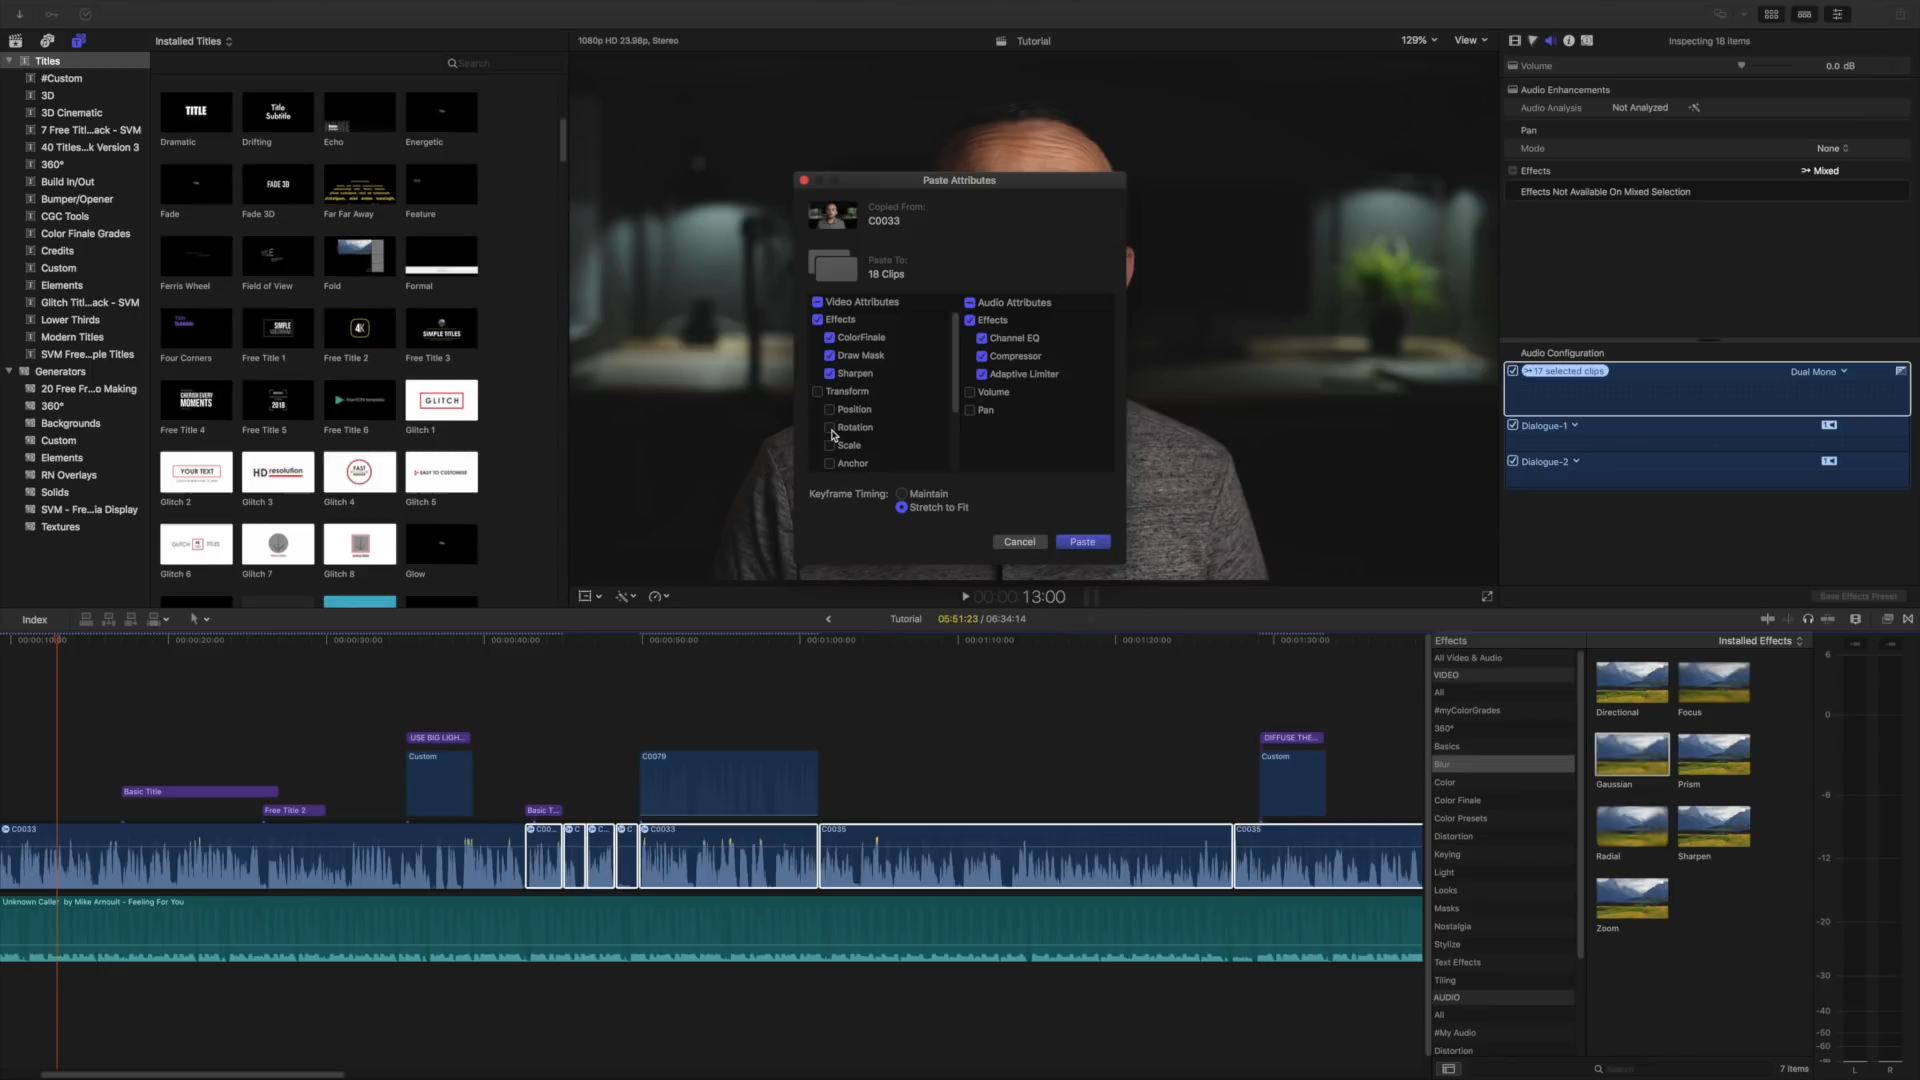 Installed Titles
1080p HD 23.98p, Stereo
Tutorial
129%
View
Inspecting 18 items
Titles
#Custom
3D
3D Cinematic
7 Free Titl...ack - SVM
40 Titles...k Version 3
360°
Build In/Out
Bumper/Opener
CGC Tools
Color Finale Grades
Credits
Custom
Elements
Glitch Titl...ack - SVM
Lower Thirds
Modern Titles
SVM Free...ple Titles
Generators
20 Free Fr...o Making
360°
Backgrounds
Custom
Elements
RN Overlays
Solids
SVM - Fre...ia Display
Textures
Search
TITLE
Title
Subtitle
Dramatic
Drifting
Echo
Energetic
FADE 3D
Fade
Fade 3D
Far Far Away
Feature
Ferris Wheel
Field of View
Fold
Formal
Title
Subtitle
SIMPLE
4K
SIMPLE TITLES
Four Corners
Free Title 1
Free Title 2
Free Title 3
CHERISH EVERY
MOMENTS
2018
GLITCH
Free Title 4
Free Title 5
Free Title 6
Glitch 1
YOUR TEXT
HD resolution
EASY TO CUSTOMISE
Glitch 2
Glitch 3
Glitch 4
Glitch 5
GLITCH TITLES
Glitch 6
Glitch 7
Glitch 8
Glow
Paste Attributes
Copied From:
C0033
Paste To:
18 Clips
Video Attributes
Effects
ColorFinale
Draw Mask
Sharpen
Transform
Position
Rotation
Scale
Anchor
Audio Attributes
Effects
Channel EQ
Compressor
Adaptive Limiter
Volume
Pan
Keyframe Timing:
Maintain
Stretch to Fit
Cancel
Paste
00:00:13:00
Volume
0.0 dB
Audio Enhancements
Audio Analysis
Not Analyzed
Pan
Mode
None
Effects
Mixed
Effects Not Available On Mixed Selection
Audio Configuration
17 selected clips
Dual Mono
Dialogue-1
Dialogue-2
Save Effects Preset
Index
Tutorial
05:51:23 / 06:34:14
00:00:10:00
00:00:20:00
00:00:30:00
00:00:40:00
00:00:50:00
00:01:00:00
00:01:10:00
00:01:20:00
00:01:30:00
USE BIG LIGH...
Custom
C0079
DIFFUSE THE...
Custom
Basic Title
Free Title 2
Basic T...
C0033
C00...
C
C...
C
C0033
C0035
C0035
Unknown Caller by Mike Arnoult - Feeling For You
Effects
Installed Effects
All Video & Audio
VIDEO
All
#myColorGrades
360°
Basics
Blur
Color
Color Finale
Color Presets
Distortion
Keying
Light
Looks
Masks
Nostalgia
Stylize
Text Effects
Tiling
AUDIO
All
#My Audio
Distortion
Directional
Focus
Gaussian
Prism
Radial
Sharpen
Zoom
Search
7 items
6
0
-6
-12
-20
-30
-40
-50
-60
-∞
L
R